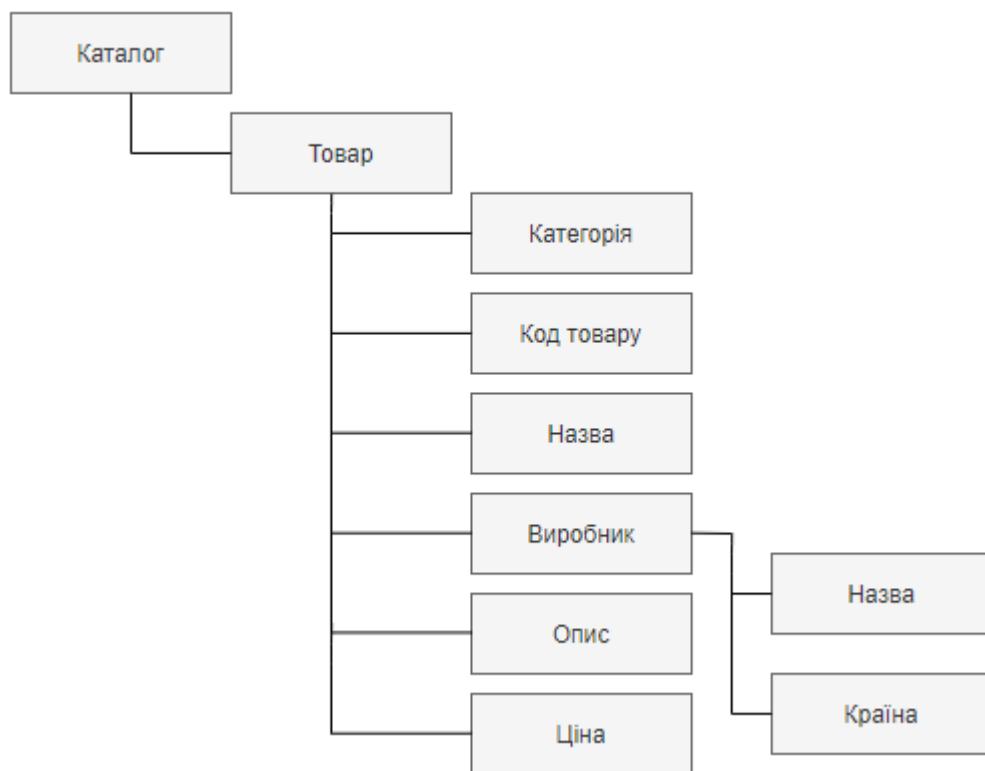 Каталог
Товар
Категорія
Код товару
Назва
Виробник
Назва
Опис
Країна
Ціна